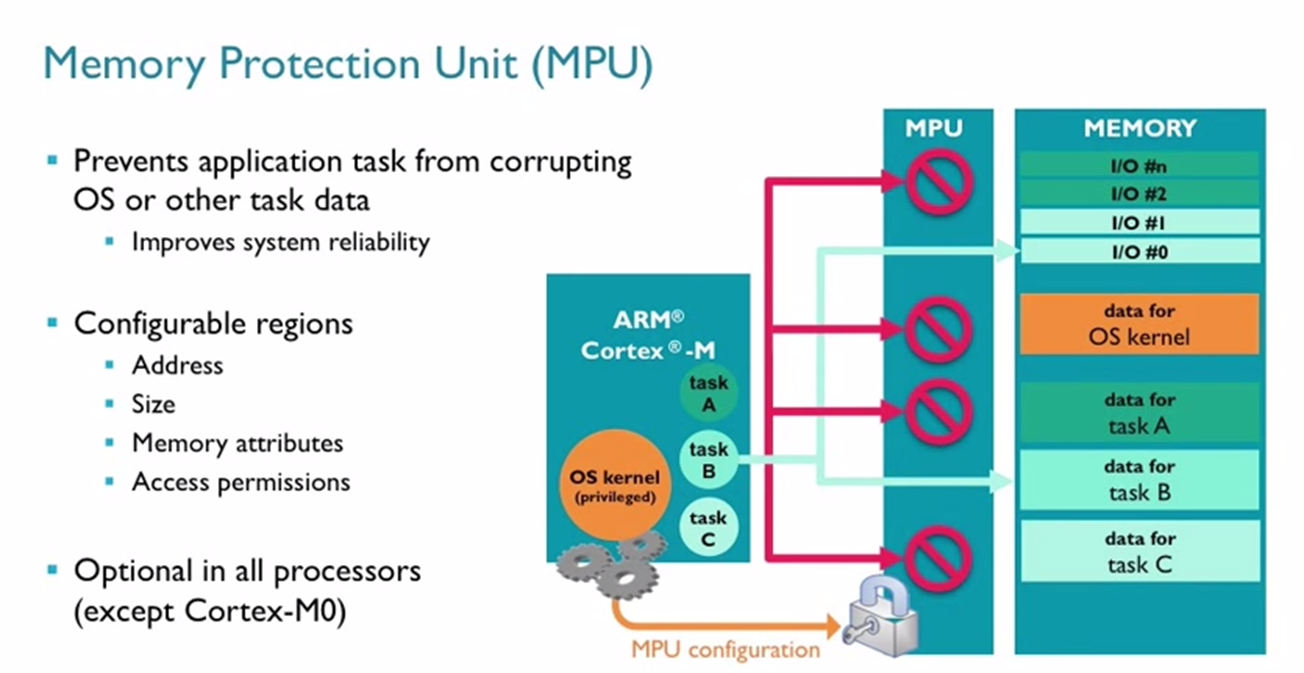 Memory Protection Unit (MPU)
Prevents application task from corrupting
OS or other task data
Improves system reliability
Configurable regions
Address
Size
Memory attributes
Access permissions
Optional in all processors
(except Cortex-M0)
ARM®
Cortex®-M
task
A
task
B
task
C
OS kernel
(privileged)
MPU configuration
MPU
MEMORY
I/O #n
I/O #2
I/O #1
I/O #0
data for
OS kernel
data for
task A
data for
task B
data for
task C